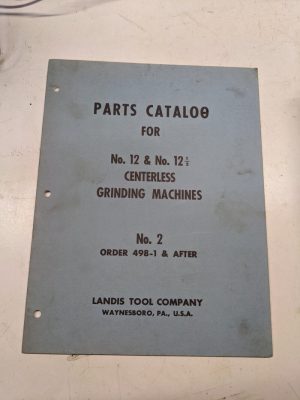 PARTS CATALOG
FOR
No. 12 & No. 12½
CENTERLESS
GRINDING MACHINES
No. 2
ORDER 498-1 & AFTER
LANDIS TOOL COMPANY
WAYNESBORO, PA., U.S.A.